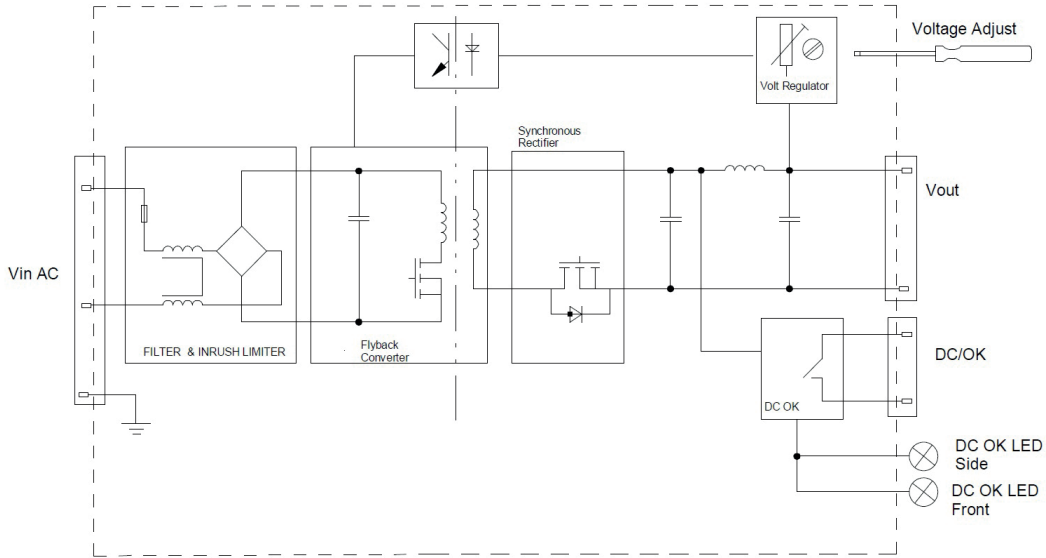 Voltage Adjust
Volt Regulator
Synchronous
Rectifier
Vout
Vin AC
FILTER & INRUSH LIMITER
Flyback
Converter
DC/OK
DC OK
DC OK LED
Side
DC OK LED
Front